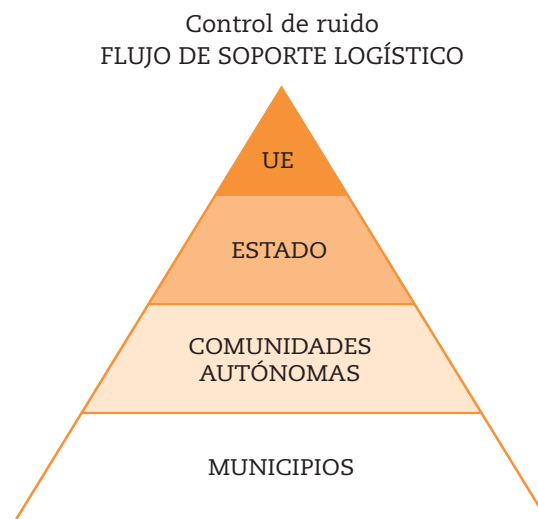 Control de ruido
FLUJO DE SOPORTE LOGÍSTICO
UE
ESTADO
COMUNIDADES
AUTÓNOMAS
MUNICIPIOS